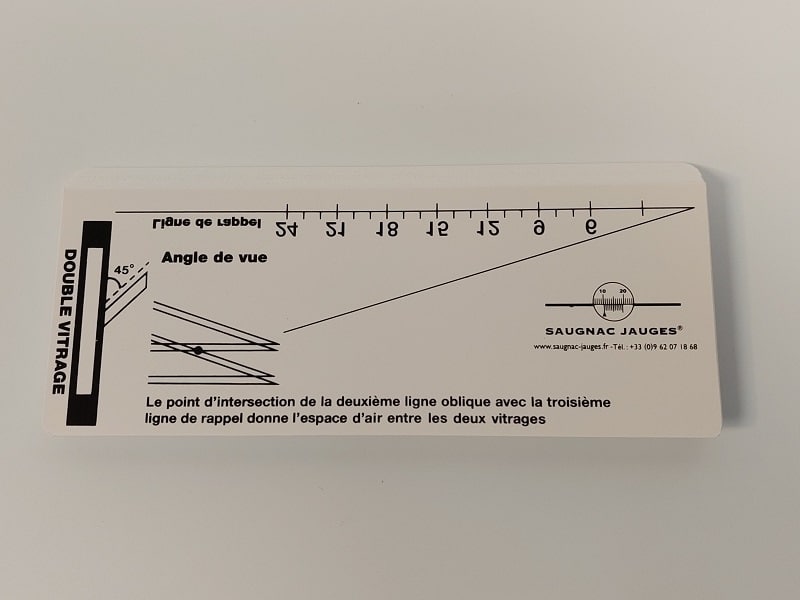 Ligne de rappel
24 21 18 15 12 9 6
DOUBLE VITRAGE
45°
Angle de vue
10 20
SAUGNAC JAUGES®
www.saugnac-jauges.fr -Tél.: +33 (0)9 62 07 18 68
Le point d'intersection de la deuxième ligne oblique avec la troisième
ligne de rappel donne l'espace d'air entre les deux vitrages